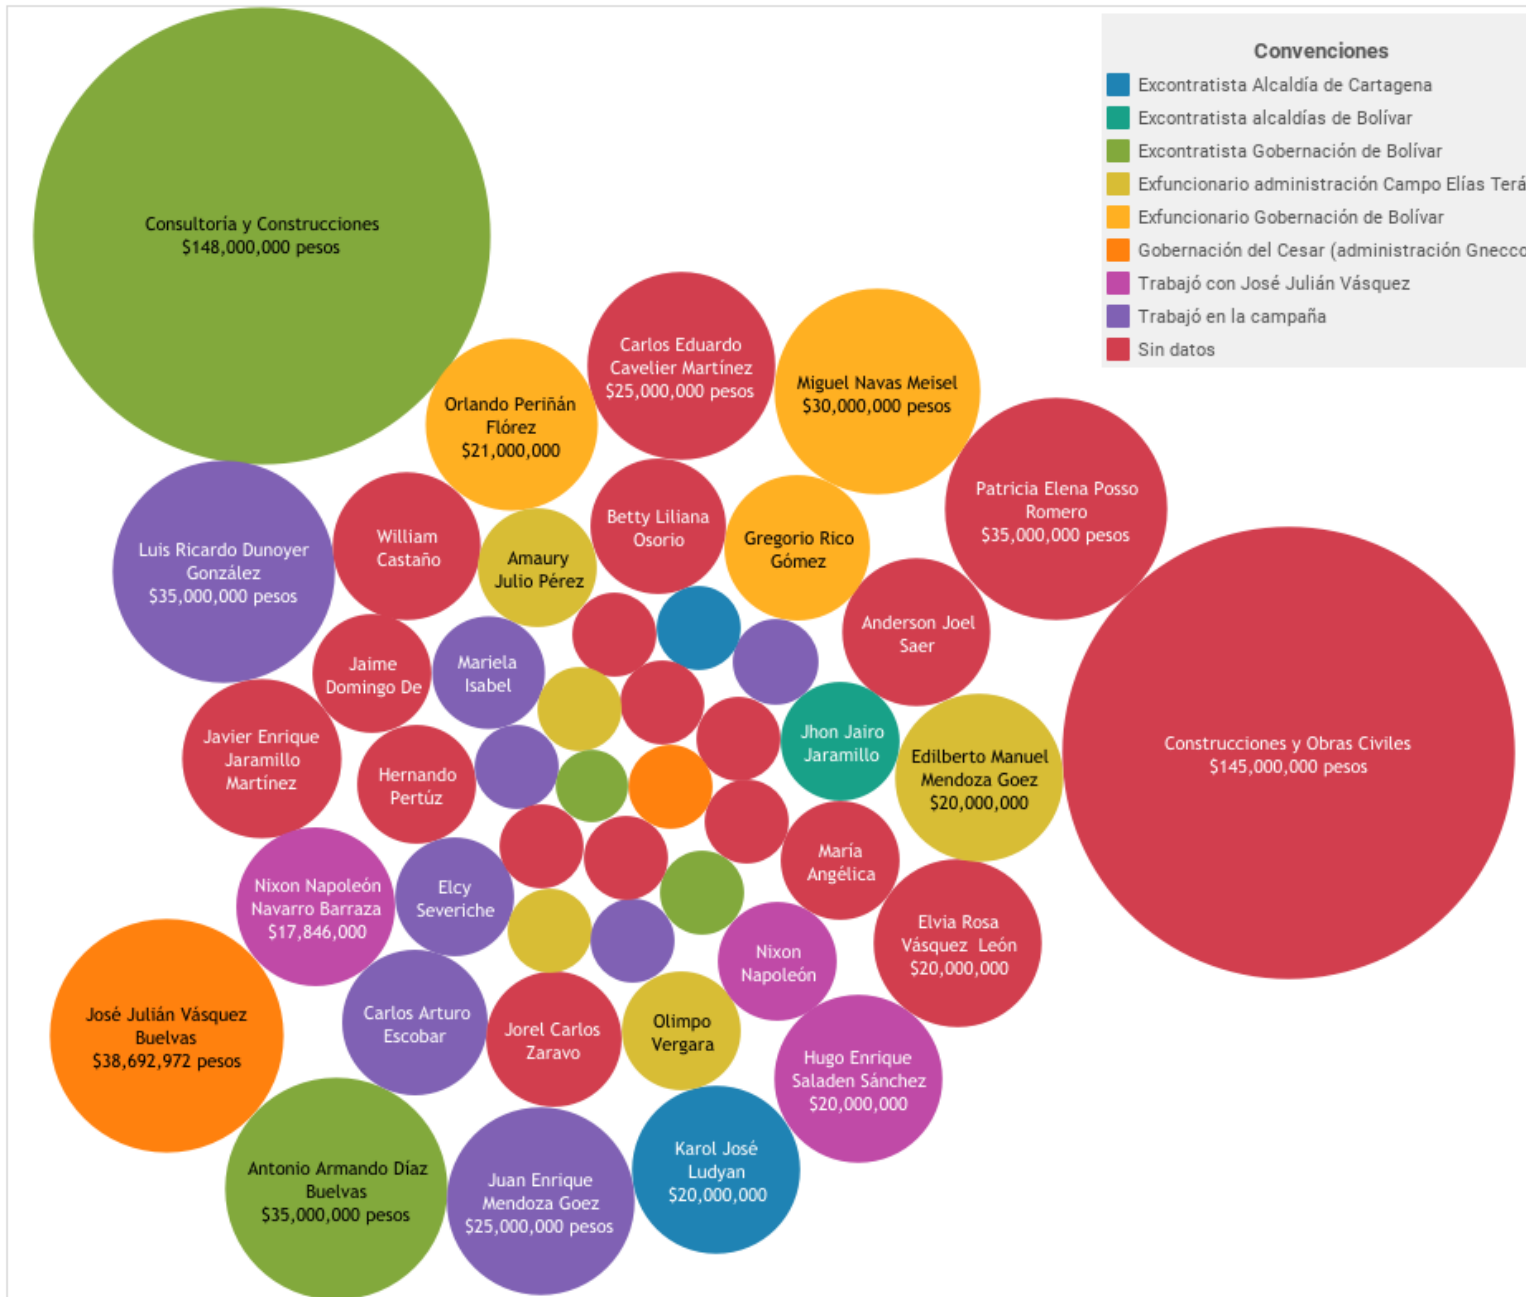 Convenciones
Excontratista Alcaldía de Cartagena
Excontratista alcaldías de Bolívar
Excontratista Gobernación de Bolívar
Exfuncionario administración Campo Elías Terá
Exfuncionario Gobernación de Bolívar
Gobernación del Cesar (administración Gnecco
Trabajó con José Julián Vásquez
Trabajó en la campaña
Sin datos
Consultoría y Construcciones
$148,000,000 pesos
Carlos Eduardo
Cavelier Martínez
$25,000,000 pesos
Miguel Navas Meisel
$30,000,000 pesos
Orlando Periñán
Flórez
$21,000,000
Patricia Elena Posso
Romero
$35,000,000 pesos
Luis Ricardo Dunoyer
González
$35,000,000 pesos
William
Castaño
Amaury
Julio Pérez
Betty Liliana
Osorio
Gregorio Rico
Gómez
Anderson Joel
Saer
Jaime
Domingo De
Mariela
Isabel
Jhon Jairo
Jaramillo
Edilberto Manuel
Mendoza Goez
$20,000,000
Construcciones y Obras Civiles
$145,000,000 pesos
Javier Enrique
Jaramillo
Martínez
Hernando
Pertúz
María
Angélica
Nixon Napoleón
Navarro Barraza
$17,846,000
Elcy
Severiche
Elvia Rosa
Vásquez León
$20,000,000
Nixon
Napoleón
José Julián Vásquez
Buelvas
$38,692,972 pesos
Carlos Arturo
Escobar
Jorel Carlos
Zaravo
Olimpo
Vergara
Hugo Enrique
Saladen Sánchez
$20,000,000
Antonio Armando Díaz
Buelvas
$35,000,000 pesos
Juan Enrique
Mendoza Goez
$25,000,000 pesos
Karol José
Ludyan
$20,000,000